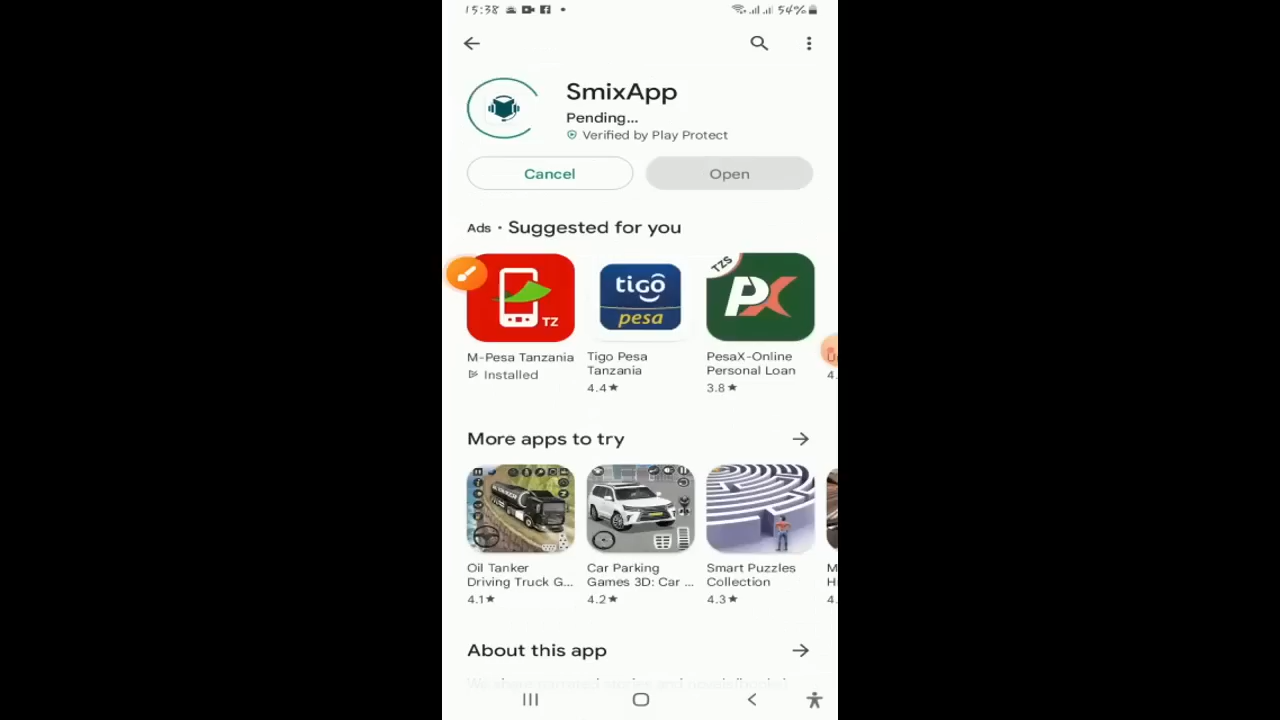 15:38
54%
SmixApp
Pending...
Verified by Play Protect
Cancel
Open
Ads • Suggested for you
TZ
tigo
pesa
TZS
PX
M-Pesa Tanzania
Installed
Tigo Pesa
Tanzania
4.4★
PesaX-Online
Personal Loan
3.8★
4.
More apps to try
Oil Tanker
Driving Truck G...
4.1★
Car Parking
Games 3D: Car ...
4.2★
Smart Puzzles
Collection
4.3★
M
Hi
4.
About this app